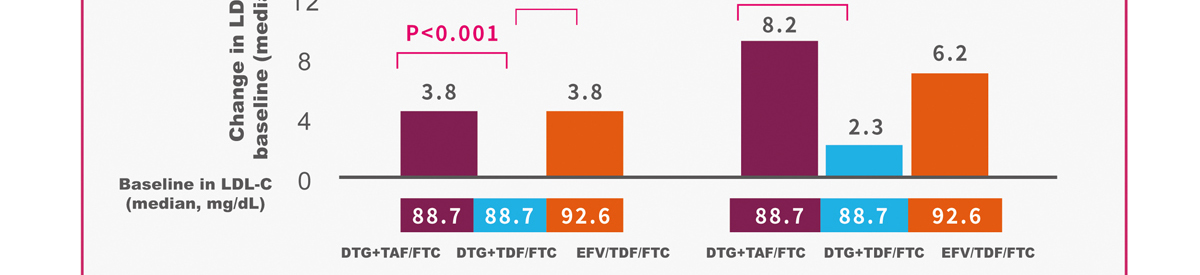 12
Change in LD
baseline (media
P<0.001
8.2
8
6.2
3.8
3.8
4
2.3
0
Baseline in LDL-C
(median, mg/dL)
88.7 88.7 92.6
88.7 88.7 92.6
DTG+TAF/FTC DTG+TDF/FTC EFV/TDF/FTC
DTG+TAF/FTC DTG+TDF/FTC EFV/TDF/FTC